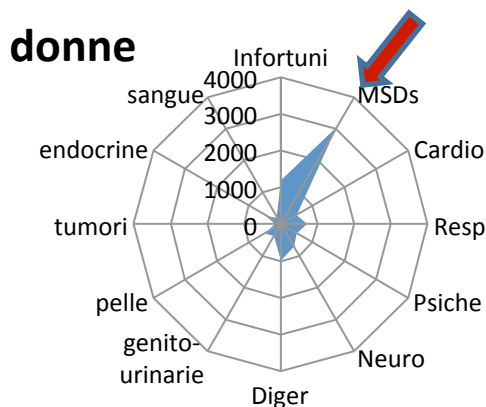 donne
Infortuni
MSDs
Cardio
Resp
Psiche
Neuro
Diger
genito-
urinarie
pelle
tumori
endocrine
sangue
4000
3000
2000
1000
0